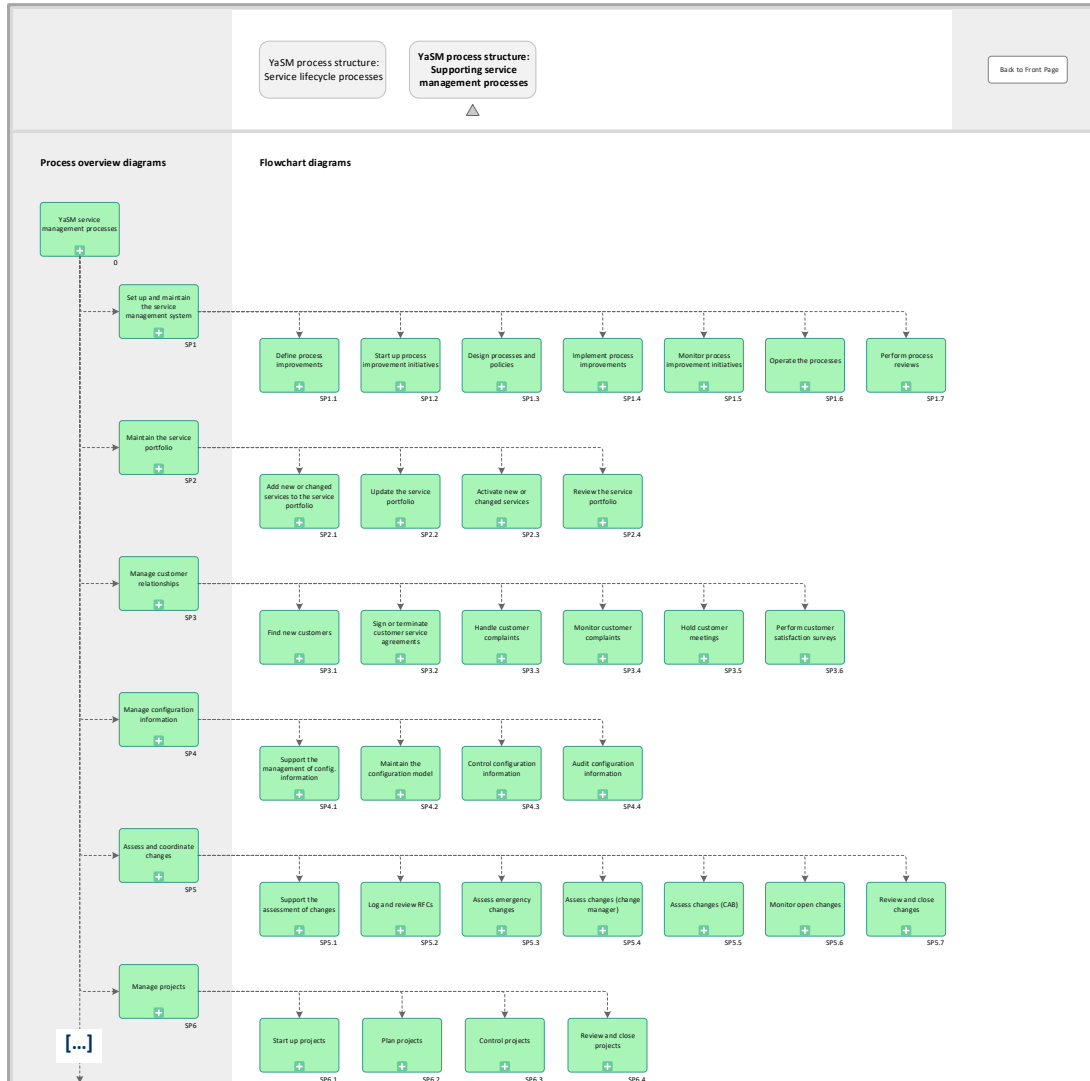 YaSM process structure:
Service lifecycle processes
YaSM process structure:
Supporting service
management processes
Back to Front Page
Process overview diagrams
Flowchart diagrams
YaSM service
management processes
0
Set up and maintain
the service
management system
SP1
Define process
improvements
SP1.1
Start up process
improvement initiatives
SP1.2
Design processes and
policies
SP1.3
Implement process
improvements
SP1.4
Monitor process
improvement initiatives
SP1.5
Operate the processes
SP1.6
Perform process
reviews
SP1.7
Maintain the service
portfolio
SP2
Add new or changed
services to the service
portfolio
SP2.1
Update the service
portfolio
SP2.2
Activate new or
changed services
SP2.3
Review the service
portfolio
SP2.4
Manage customer
relationships
SP3
Find new customers
SP3.1
Sign or terminate
customer service
agreements
SP3.2
Handle customer
complaints
SP3.3
Monitor customer
complaints
SP3.4
Hold customer
meetings
SP3.5
Perform customer
satisfaction surveys
SP3.6
Manage configuration
information
SP4
Support the
management of config.
information
SP4.1
Maintain the
configuration model
SP4.2
Control configuration
information
SP4.3
Audit configuration
information
SP4.4
Assess and coordinate
changes
SP5
Support the
assessment of changes
SP5.1
Log and review RFCs
SP5.2
Assess emergency
changes
SP5.3
Assess changes (change
manager)
SP5.4
Assess changes (CAB)
SP5.5
Monitor open changes
SP5.6
Review and close
changes
SP5.7
Manage projects
SP6
Start up projects
SP6.1
Plan projects
SP6.2
Control projects
SP6.3
Review and close
projects
SP6.4
[...]